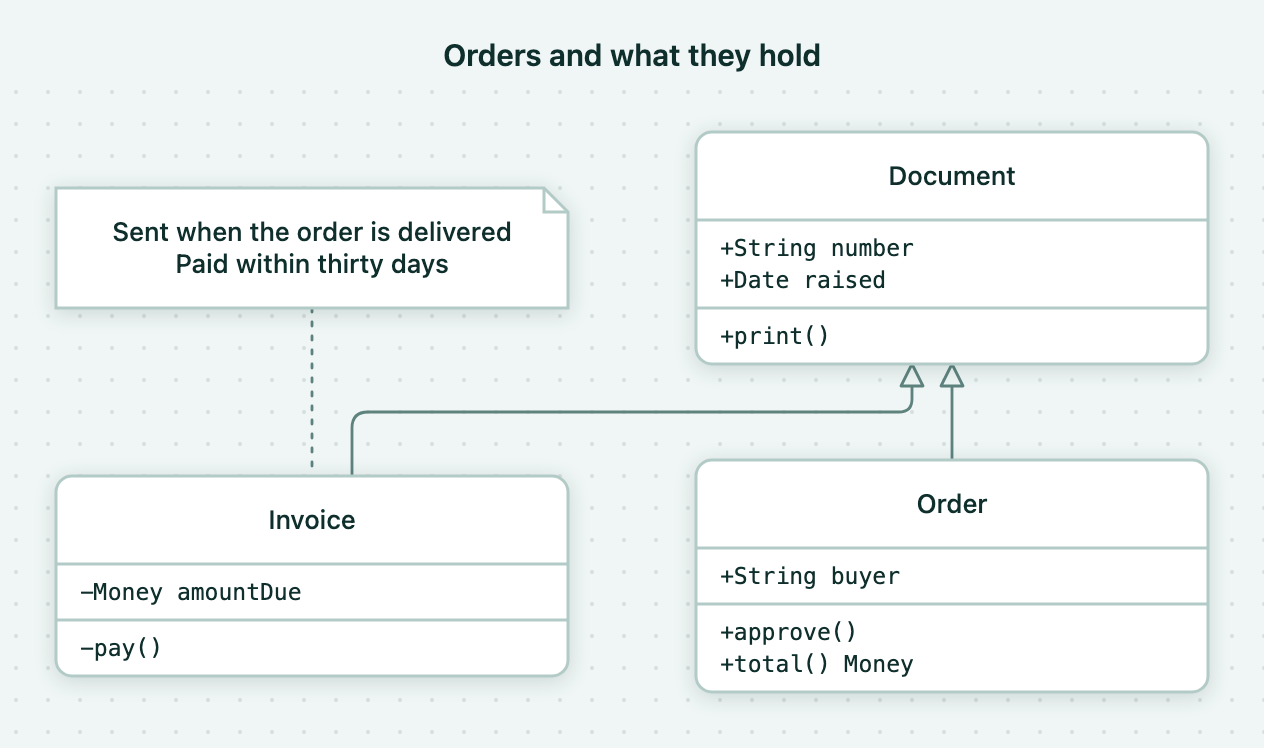 Orders and what they hold
Sent when the order is delivered
Paid within thirty days
Document
+String number
+Date raised
+print()
Invoice
−Money amountDue
−pay()
Order
+String buyer
+approve()
+total() Money